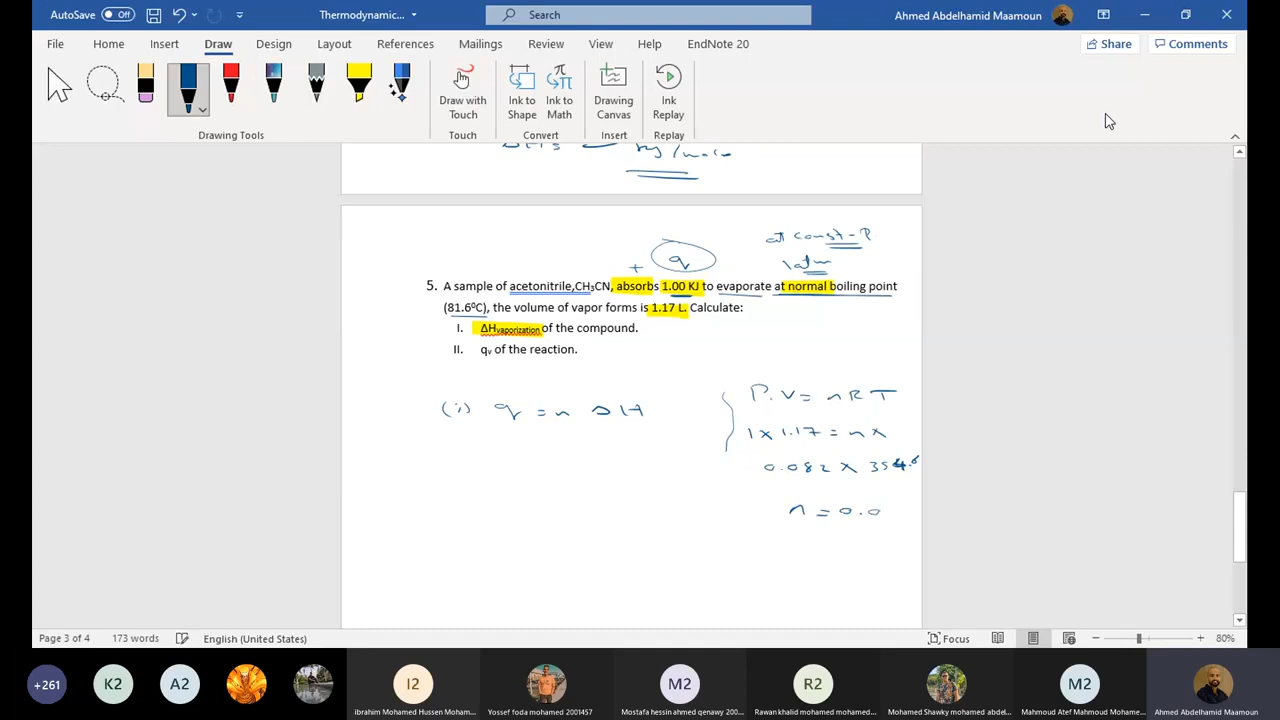 AutoSave Off Thermodynamic... Search Ahmed Abdelhamid Maamoun
File Home Insert Draw Design Layout References Mailings Review View Help EndNote 20 Share Comments
Draw with Touch Ink to Shape Ink to Math Drawing Canvas Ink Replay
Drawing Tools Touch Convert Insert Replay
at const-P
+ q 1atm
5. A sample of acetonitrile,CH₃CN, absorbs 1.00 KJ to evaporate at normal boiling point
(81.6⁰C), the volume of vapor forms is 1.17 L. Calculate:
I. ΔHvaporization of the compound.
II. qᵥ of the reaction.
P.V = nRT
(i) q = n ΔH
1 x 1.17 = n x
0.082 x 354.6
n = 0.0
Page 3 of 4 173 words English (United States) Focus 80%
+261 K2 A2 I2 M2 R2 M2
ibrahim Mohamed Hussen Moham... Yossef foda mohamed 2001457 Mostafa hessin ahmed qenawy 200... Rawan khalid mohamed mohamed... Mohamed Shawky mohamed abdel... Mahmoud Atef Mahmoud Mohame... Ahmed Abdelhamid Maamoun